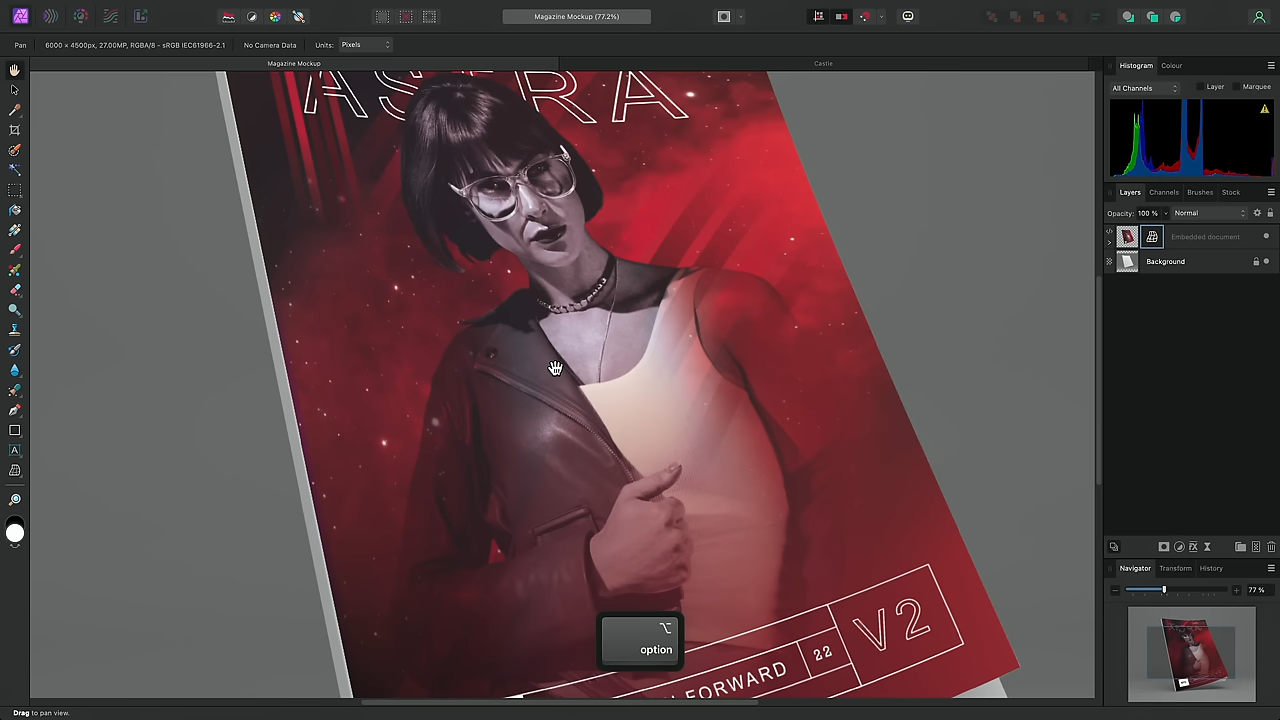 Magazine Mockup (77.2%)
Pan
6000 x 4500px, 27.00MP, RGBA/8 - sRGB IEC61966-2.1
No Camera Data
Units:
Pixels
Magazine Mockup
Castle
Histogram
Colour
All Channels
Layer
Marquee
Layers
Channels
Brushes
Stock
Opacity:
100 %
Normal
Embedded document
Background
V2
22
FORWARD
option
Navigator
Transform
History
77 %
Drag to pan view.